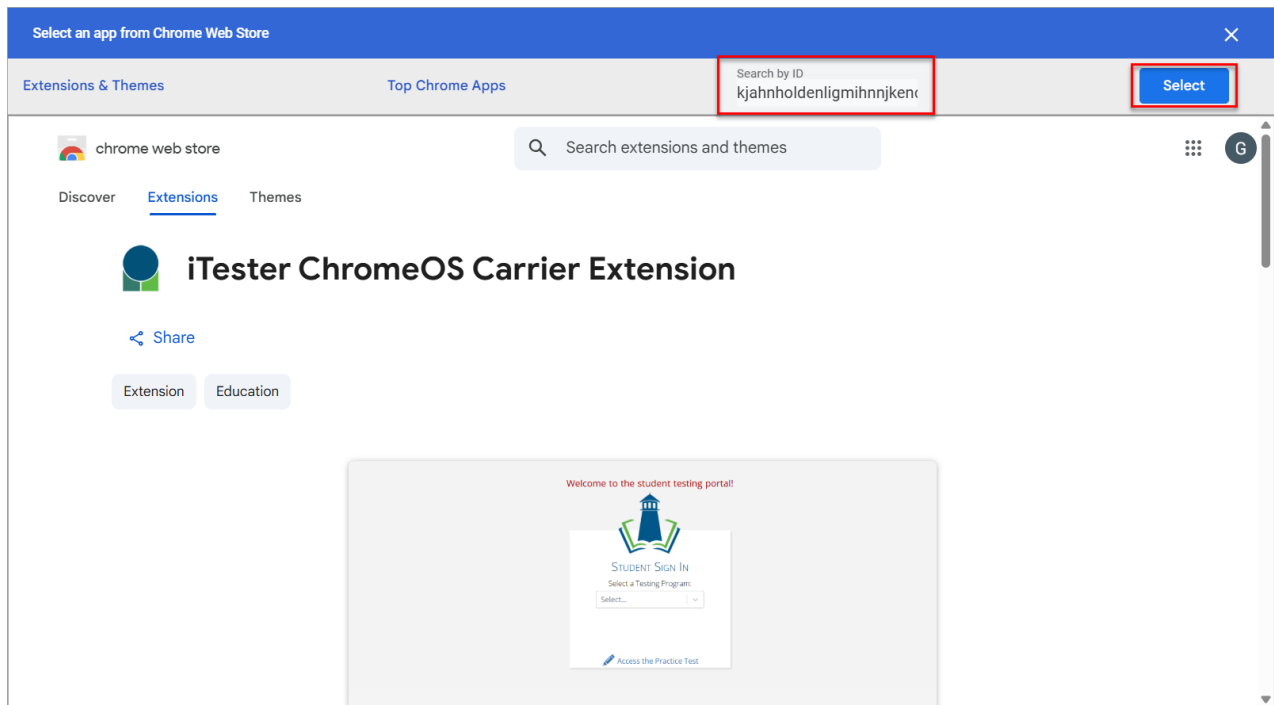 Select an app from Chrome Web Store
Extensions & Themes
Top Chrome Apps
Search by ID
kjahnholdenligmihnnjkeno
Select
chrome web store
Search extensions and themes
G
Discover
Extensions
Themes
iTester ChromeOS Carrier Extension
Share
Extension
Education
Welcome to the student testing portal!
STUDENT SIGN IN
Select a Testing Program:
Select...
Access the Practice Test